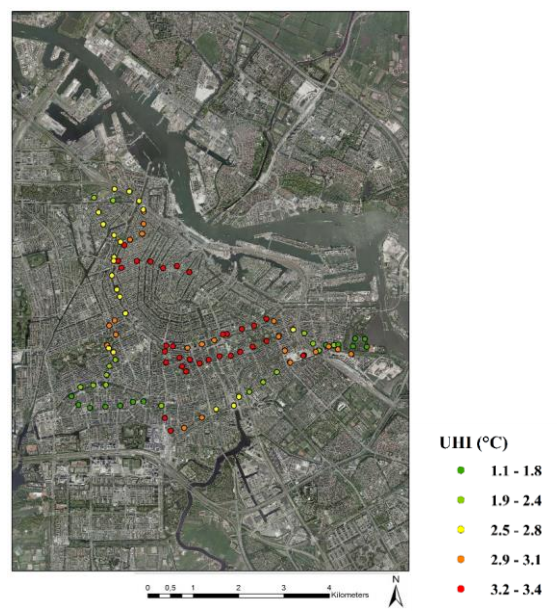 UHI (°C)
1.1 - 1.8
1.9 - 2.4
2.5 - 2.8
2.9 - 3.1
3.2 - 3.4
0 0,5 1 2 3 4
Kilometers
N